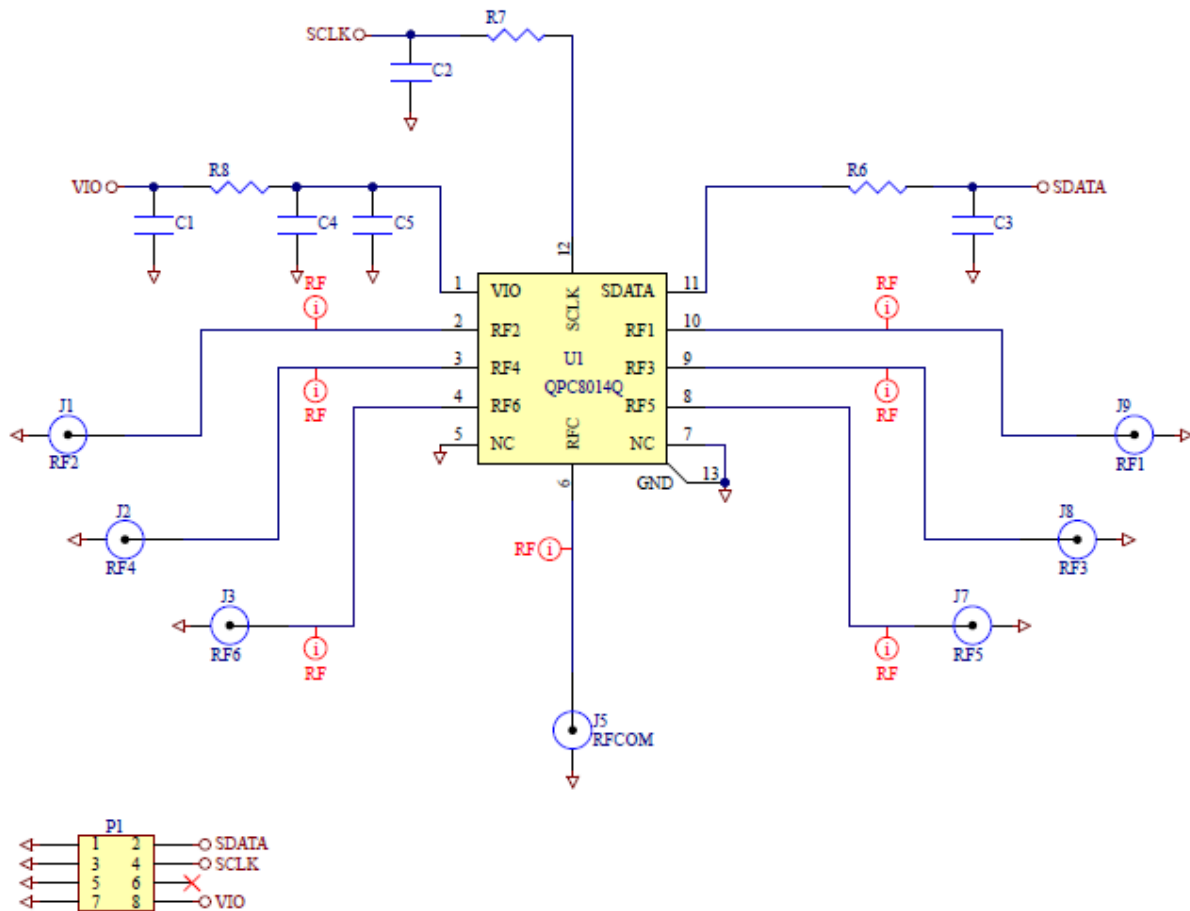 R7
SCLK
C2
R8
R6
VIO
SDATA
C1
C4
C5
C3
12
RF
RF
1
VIO
SCLK
SDATA
11
2
RF2
RF1
10
U1
3
RF4
RF3
9
QPC8014Q
RF
RF
4
RF6
RF5
8
J1
J9
RFC
5
NC
NC
7
RF2
RF1
6
GND
13
J2
J8
RF
RF4
RF3
J3
J7
RF6
RF5
RF
RF
J5
RFCOM
P1
1 2 SDATA
3 4 SCLK
5 6
7 8 VIO